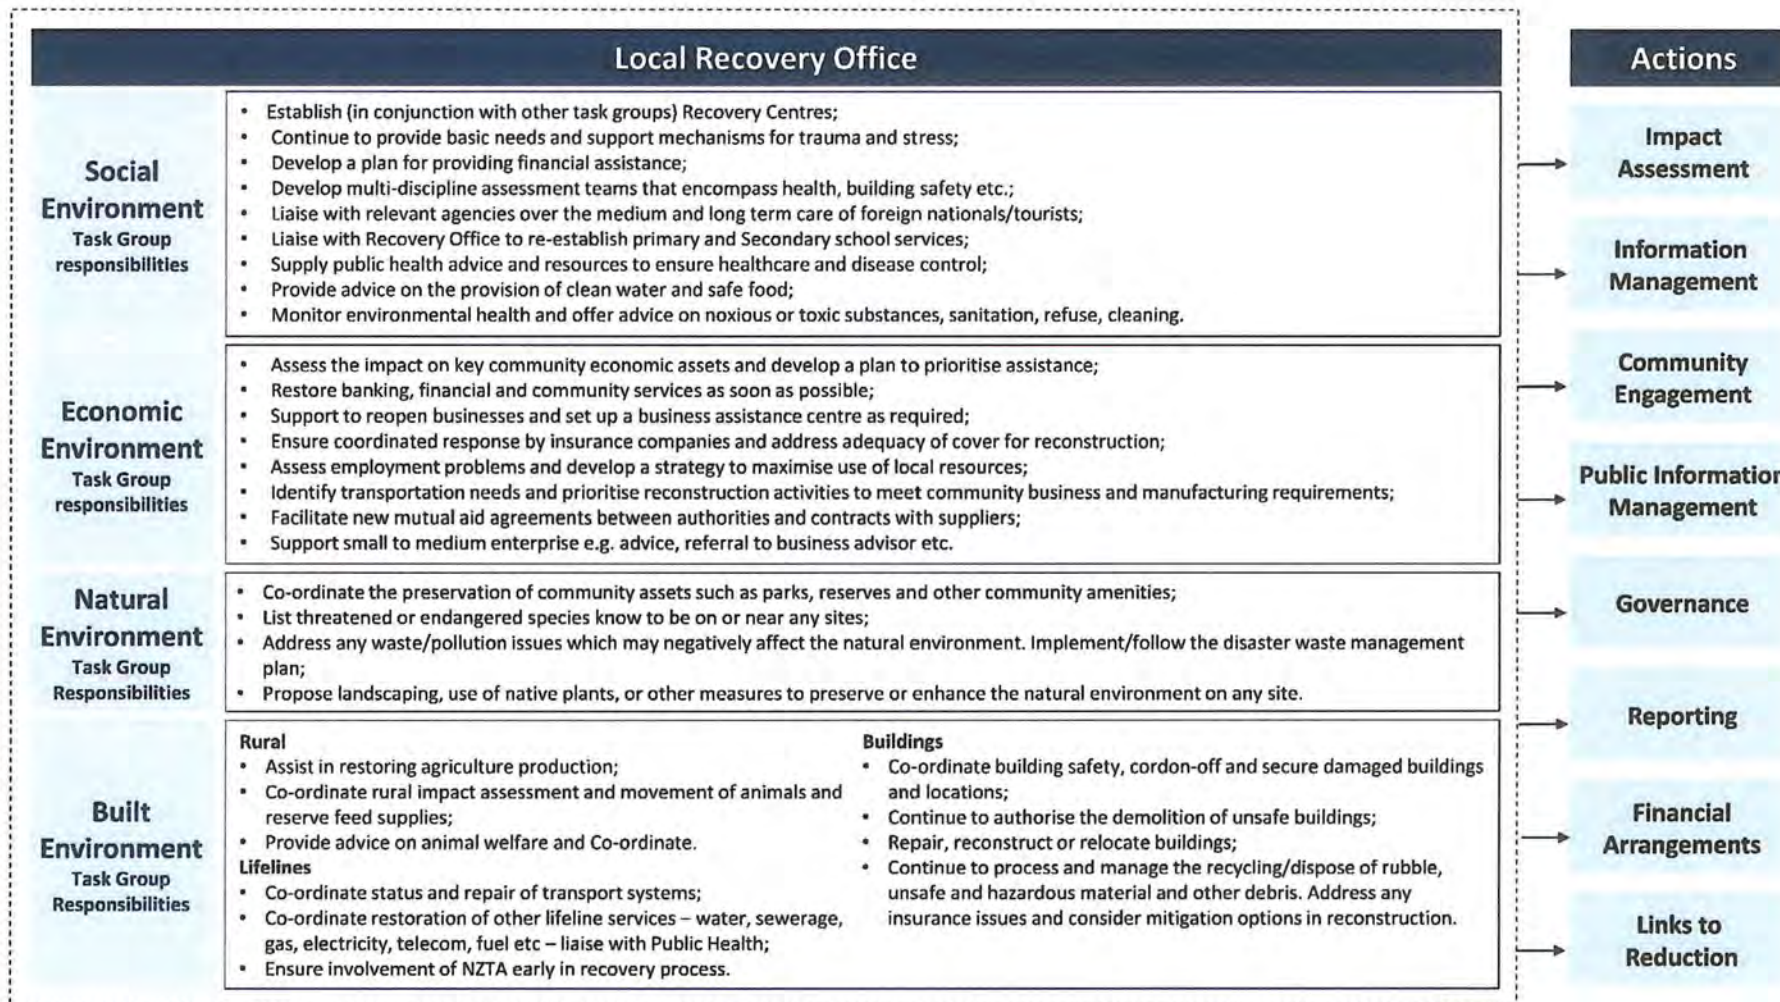 Local Recovery Office
Social
Environment
Task Group
responsibilities
• Establish (in conjunction with other task groups) Recovery Centres;
• Continue to provide basic needs and support mechanisms for trauma and stress;
• Develop a plan for providing financial assistance;
• Develop multi-discipline assessment teams that encompass health, building safety etc.;
• Liaise with relevant agencies over the medium and long term care of foreign nationals/tourists;
• Liaise with Recovery Office to re-establish primary and Secondary school services;
• Supply public health advice and resources to ensure healthcare and disease control;
• Provide advice on the provision of clean water and safe food;
• Monitor environmental health and offer advice on noxious or toxic substances, sanitation, refuse, cleaning.
Economic
Environment
Task Group
responsibilities
• Assess the impact on key community economic assets and develop a plan to prioritise assistance;
• Restore banking, financial and community services as soon as possible;
• Support to reopen businesses and set up a business assistance centre as required;
• Ensure coordinated response by insurance companies and address adequacy of cover for reconstruction;
• Assess employment problems and develop a strategy to maximise use of local resources;
• Identify transportation needs and prioritise reconstruction activities to meet community business and manufacturing requirements;
• Facilitate new mutual aid agreements between authorities and contracts with suppliers;
• Support small to medium enterprise e.g. advice, referral to business advisor etc.
Natural
Environment
Task Group
Responsibilities
• Co-ordinate the preservation of community assets such as parks, reserves and other community amenities;
• List threatened or endangered species know to be on or near any sites;
• Address any waste/pollution issues which may negatively affect the natural environment. Implement/follow the disaster waste management
plan;
• Propose landscaping, use of native plants, or other measures to preserve or enhance the natural environment on any site.
Built
Environment
Task Group
Responsibilities
Rural
• Assist in restoring agriculture production;
• Co-ordinate rural impact assessment and movement of animals and
reserve feed supplies;
• Provide advice on animal welfare and Co-ordinate.
Lifelines
• Co-ordinate status and repair of transport systems;
• Co-ordinate restoration of other lifeline services – water, sewerage,
gas, electricity, telecom, fuel etc – liaise with Public Health;
• Ensure involvement of NZTA early in recovery process.
Buildings
• Co-ordinate building safety, cordon-off and secure damaged buildings
and locations;
• Continue to authorise the demolition of unsafe buildings;
• Repair, reconstruct or relocate buildings;
• Continue to process and manage the recycling/dispose of rubble,
unsafe and hazardous material and other debris. Address any
insurance issues and consider mitigation options in reconstruction.
Actions
Impact
Assessment
Information
Management
Community
Engagement
Public Information
Management
Governance
Reporting
Financial
Arrangements
Links to
Reduction